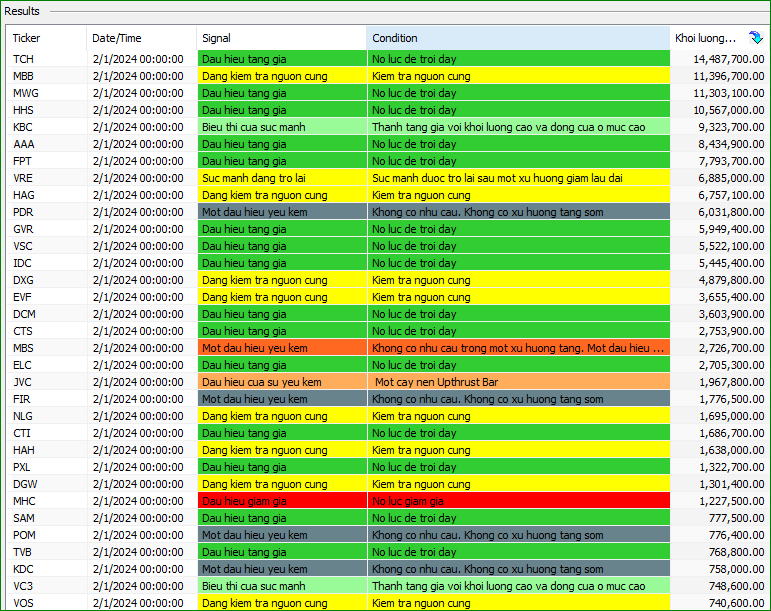 Results
Ticker Date/Time Signal Condition Khoi luong...
TCH 2/1/2024 00:00:00 Dau hieu tang gia No luc de troi day 14,487,700.00
MBB 2/1/2024 00:00:00 Dang kiem tra nguon cung Kiem tra nguon cung 11,396,700.00
MWG 2/1/2024 00:00:00 Dau hieu tang gia No luc de troi day 11,303,100.00
HHS 2/1/2024 00:00:00 Dau hieu tang gia No luc de troi day 10,567,000.00
KBC 2/1/2024 00:00:00 Bieu thi cua suc manh Thanh tang gia voi khoi luong cao va dong cua o muc cao 9,323,700.00
AAA 2/1/2024 00:00:00 Dau hieu tang gia No luc de troi day 8,434,900.00
FPT 2/1/2024 00:00:00 Dau hieu tang gia No luc de troi day 7,793,700.00
VRE 2/1/2024 00:00:00 Suc manh dang tro lai Suc manh duoc tro lai sau mot xu huong giam lau dai 6,885,000.00
HAG 2/1/2024 00:00:00 Dang kiem tra nguon cung Kiem tra nguon cung 6,757,100.00
PDR 2/1/2024 00:00:00 Mot dau hieu yeu kem Khong co nhu cau. Khong co xu huong tang som 6,031,800.00
GVR 2/1/2024 00:00:00 Dau hieu tang gia No luc de troi day 5,949,400.00
VSC 2/1/2024 00:00:00 Dau hieu tang gia No luc de troi day 5,522,100.00
IDC 2/1/2024 00:00:00 Dau hieu tang gia No luc de troi day 5,445,400.00
DXG 2/1/2024 00:00:00 Dang kiem tra nguon cung Kiem tra nguon cung 4,879,800.00
EVF 2/1/2024 00:00:00 Dang kiem tra nguon cung Kiem tra nguon cung 3,655,400.00
DCM 2/1/2024 00:00:00 Dau hieu tang gia No luc de troi day 3,603,900.00
CTS 2/1/2024 00:00:00 Dau hieu tang gia No luc de troi day 2,753,900.00
MBS 2/1/2024 00:00:00 Mot dau hieu yeu kem Khong co nhu cau trong mot xu huong tang. Mot dau hieu ... 2,726,700.00
ELC 2/1/2024 00:00:00 Dau hieu tang gia No luc de troi day 2,705,300.00
JVC 2/1/2024 00:00:00 Dau hieu cua su yeu kem Mot cay nen Upthrust Bar 1,967,800.00
FIR 2/1/2024 00:00:00 Mot dau hieu yeu kem Khong co nhu cau. Khong co xu huong tang som 1,776,500.00
NLG 2/1/2024 00:00:00 Dang kiem tra nguon cung Kiem tra nguon cung 1,695,000.00
CTI 2/1/2024 00:00:00 Dau hieu tang gia No luc de troi day 1,686,700.00
HAH 2/1/2024 00:00:00 Dang kiem tra nguon cung Kiem tra nguon cung 1,638,000.00
PXL 2/1/2024 00:00:00 Dau hieu tang gia No luc de troi day 1,322,700.00
DGW 2/1/2024 00:00:00 Dang kiem tra nguon cung Kiem tra nguon cung 1,301,400.00
MHC 2/1/2024 00:00:00 Dau hieu giam gia No luc giam gia 1,227,500.00
SAM 2/1/2024 00:00:00 Dau hieu tang gia No luc de troi day 777,500.00
POM 2/1/2024 00:00:00 Mot dau hieu yeu kem Khong co nhu cau. Khong co xu huong tang som 776,400.00
TVB 2/1/2024 00:00:00 Dau hieu tang gia No luc de troi day 768,800.00
KDC 2/1/2024 00:00:00 Mot dau hieu yeu kem Khong co nhu cau. Khong co xu huong tang som 758,000.00
VC3 2/1/2024 00:00:00 Bieu thi cua suc manh Thanh tang gia voi khoi luong cao va dong cua o muc cao 748,600.00
VOS 2/1/2024 00:00:00 Dang kiem tra nguon cung Kiem tra nguon cung 740,600.00